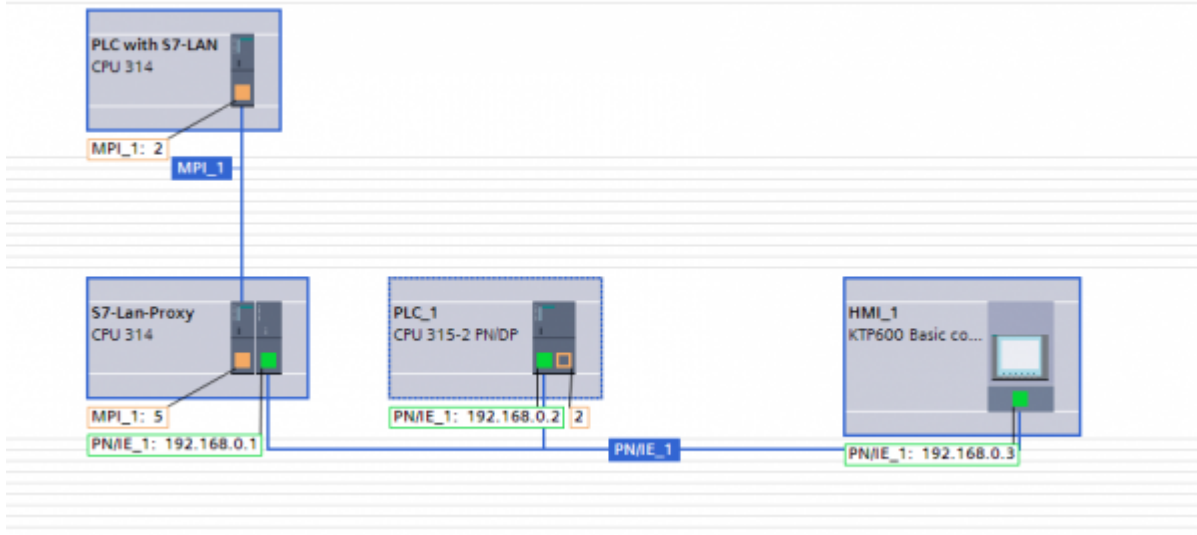 PLC with S7-LAN
CPU 314
MPI_1: 2
MPI_1
S7-Lan-Proxy
CPU 314
MPI_1: 5
PN/IE_1: 192.168.0.1
PLC_1
CPU 315-2 PN/DP
PN/IE_1: 192.168.0.2
2
PN/IE_1
HMI_1
KTP600 Basic co...
PN/IE_1: 192.168.0.3